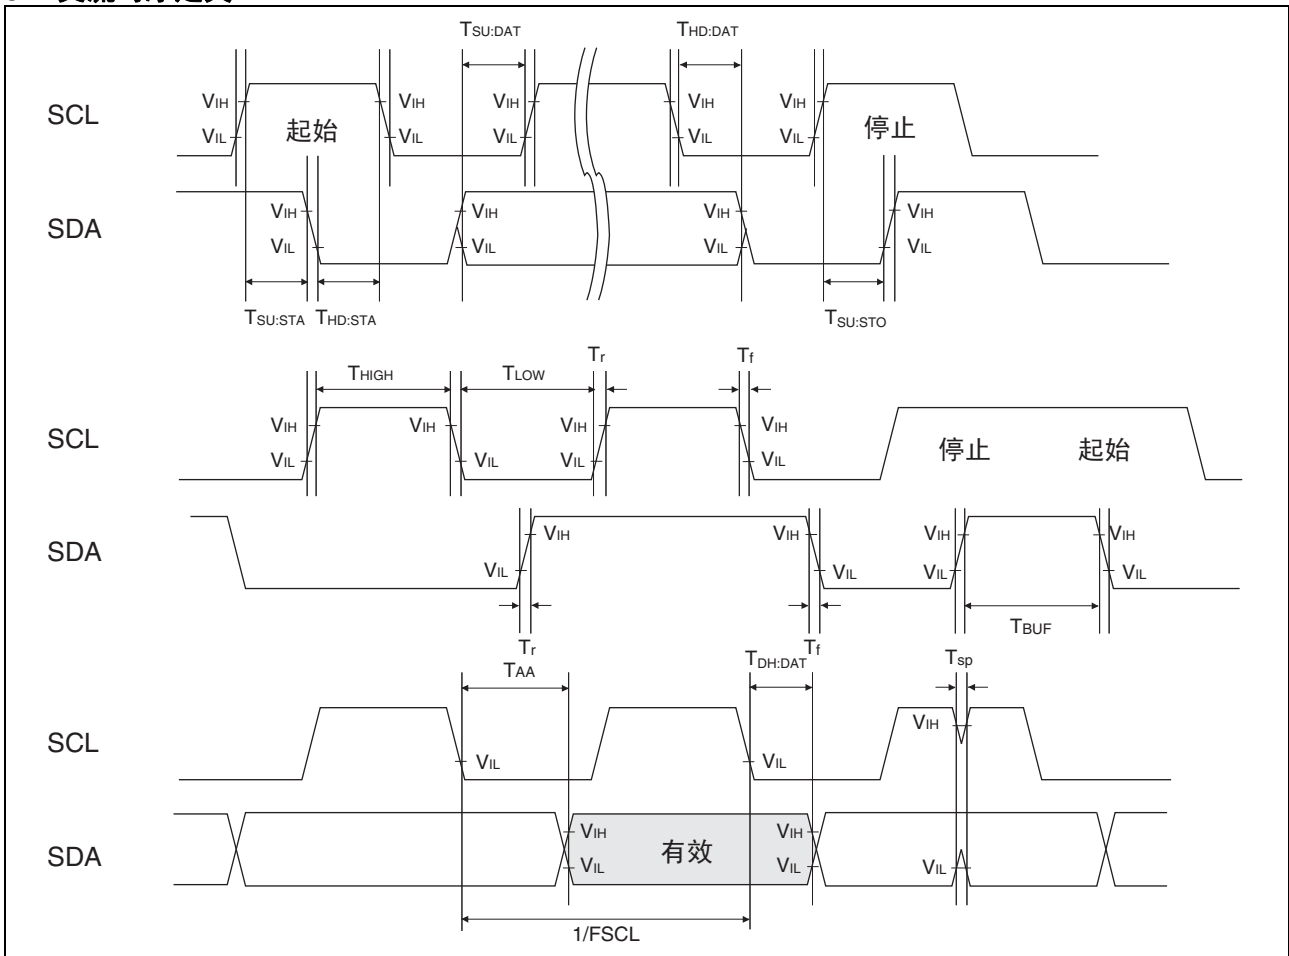 TSU:DAT THD:DAT
SCL VIH VIL 起始 VIH VIL VIH VIL VIH VIL VIH VIL 停止
SDA VIH VIL VIH VIL VIH VIL VIH VIL
TSU:STA THD:STA TSU:STO
THIGH TLOW Tr Tf
SCL VIH VIL VIH VIL VIH VIL VIH VIL 停止 起始
SDA VIL VIH VIH VIL VIH VIL VIH VIL
Tr Tf TBUF
TAA TDH:DAT Tsp
SCL VIL VIL VIH
SDA VIH VIL 有效 VIH VIL VIL
1/FSCL